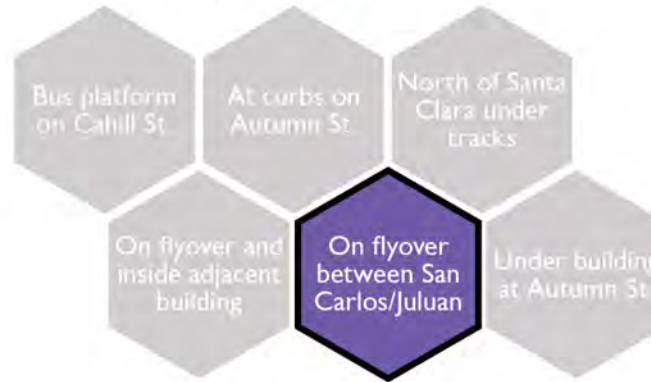 Bus platform
on Cahill St.
At curbs on
Autumn St.
North of Santa
Clara under
tracks
On flyover and
inside adjacent
building
On flyover
between San
Carlos/Juluan
Under building
at Autumn St.